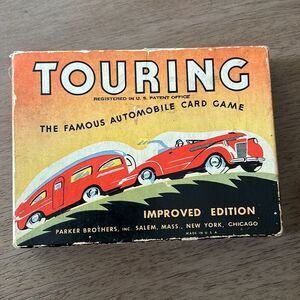 TOURING
REGISTERED IN U. S. PATENT OFFICE
THE FAMOUS AUTOMOBILE CARD GAME
IMPROVED EDITION
PARKER BROTHERS, INC. SALEM, MASS., NEW YORK, CHICAGO
MADE IN U.S.A.